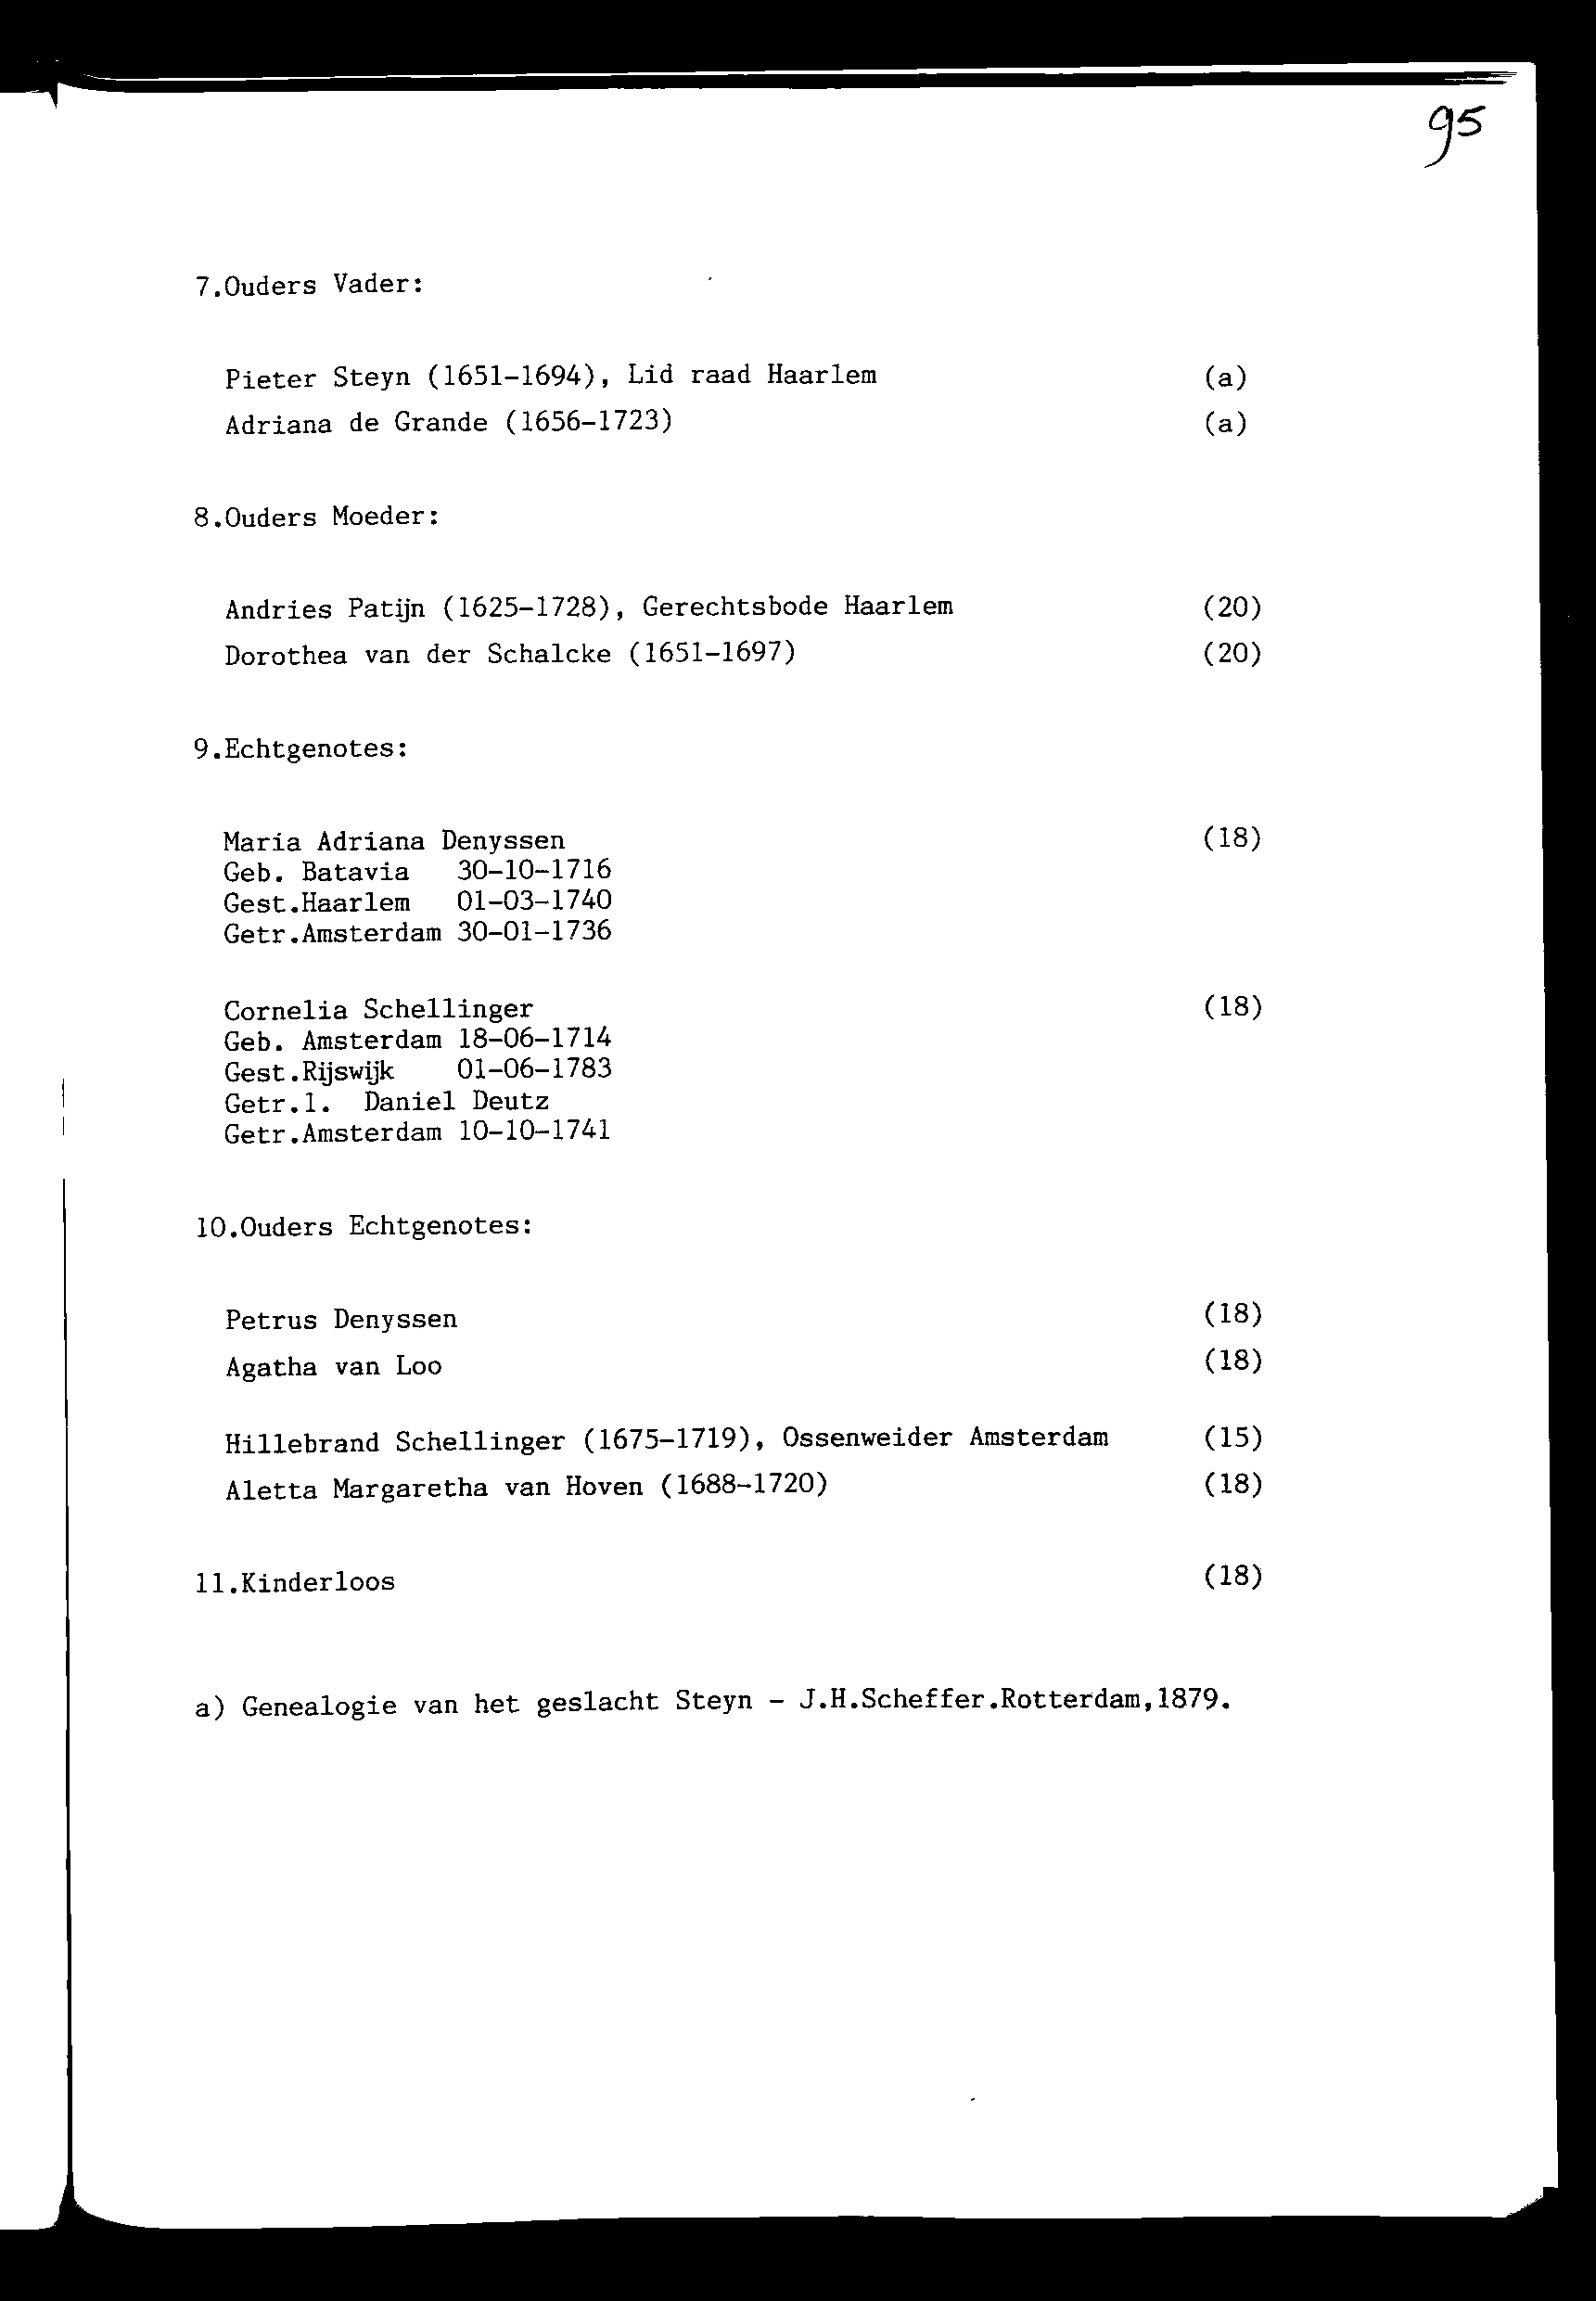 95
7.Ouders Vader:
Pieter Steyn (1651-1694), Lid raad Haarlem (a)
Adriana de Grande (1656-1723) (a)
8.Ouders Moeder:
Andries Patijn (1625-1728), Gerechtsbode Haarlem (20)
Dorothea van der Schalcke (1651-1697) (20)
9.Echtgenotes:
Maria Adriana Denyssen (18)
Geb. Batavia 30-10-1716
Gest.Haarlem 01-03-1740
Getr.Amsterdam 30-01-1736
Cornelia Schellinger (18)
Geb. Amsterdam 18-06-1714
Gest.Rijswijk 01-06-1783
Getr.1. Daniel Deutz
Getr.Amsterdam 10-10-1741
10.Ouders Echtgenotes:
Petrus Denyssen (18)
Agatha van Loo (18)
Hillebrand Schellinger (1675-1719), Ossenweider Amsterdam (15)
Aletta Margaretha van Hoven (1688-1720) (18)
11.Kinderloos (18)
a) Genealogie van het geslacht Steyn - J.H.Scheffer.Rotterdam,1879.